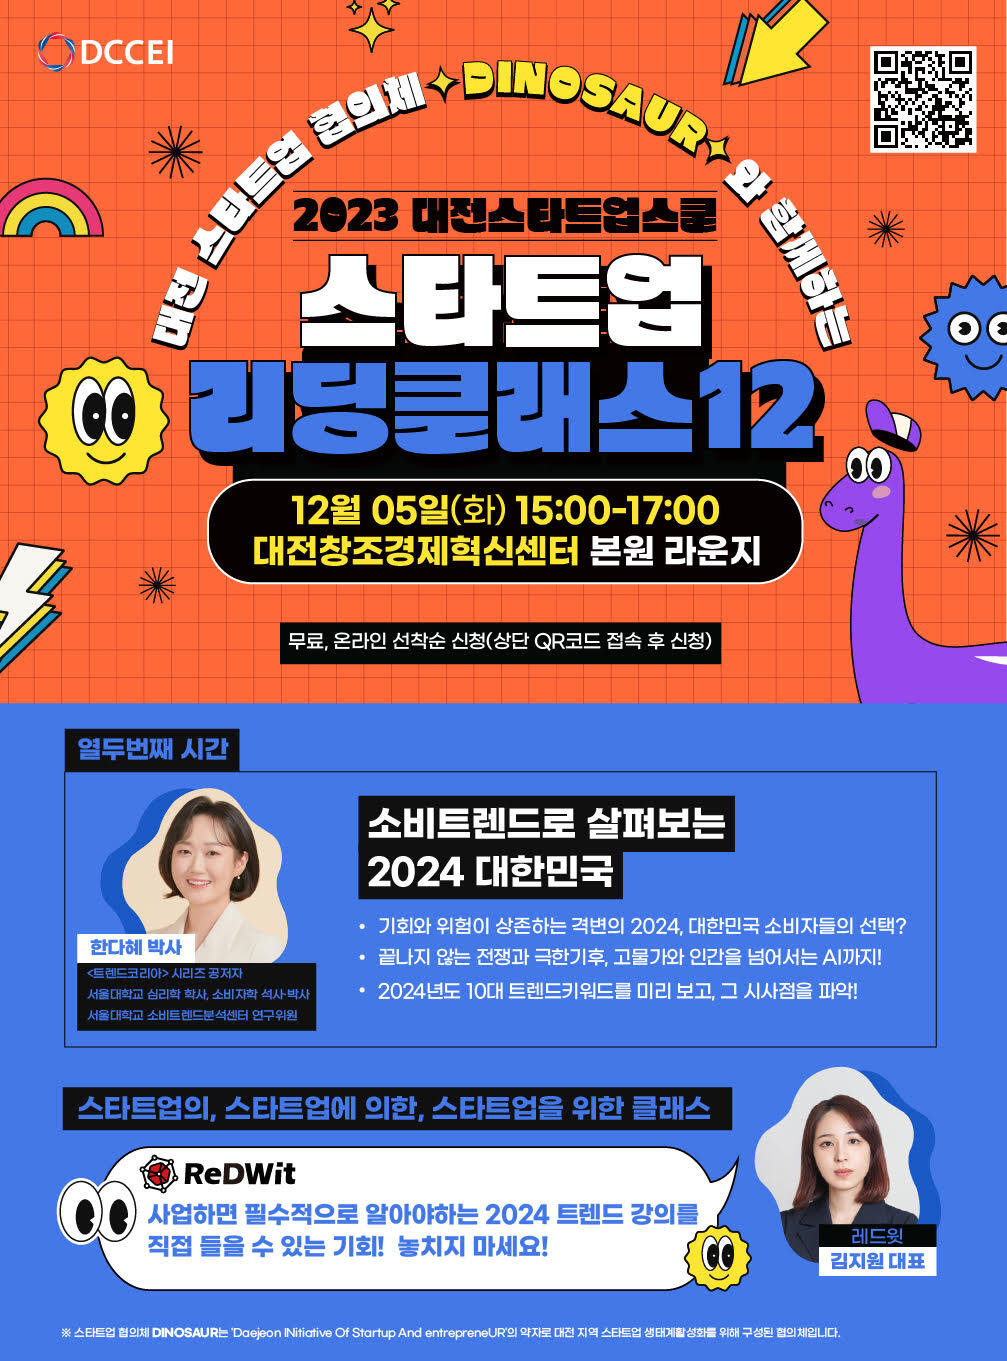 DCCEI
대전 스타트업 협의체 DINOSAUR 와 함께하는
2023 대전스타트업스쿨
스타트업
리딩클래스12
12월 05일(화) 15:00-17:00
대전창조경제혁신센터 본원 라운지
무료, 온라인 선착순 신청(상단 QR코드 접속 후 신청)
열두번째 시간
소비트렌드로 살펴보는
2024 대한민국
• 기회와 위험이 상존하는 격변의 2024, 대한민국 소비자들의 선택?
• 끝나지 않는 전쟁과 극한기후, 고물가와 인간을 넘어서는 AI까지!
• 2024년도 10대 트렌드키워드를 미리 보고, 그 시사점을 파악!
한다혜 박사
<트렌드코리아> 시리즈 공저자
서울대학교 심리학 학사, 소비자학 석사·박사
서울대학교 소비트렌드분석센터 연구위원
스타트업의, 스타트업에 의한, 스타트업을 위한 클래스
ReDWit
사업하면 필수적으로 알아야하는 2024 트렌드 강의를
직접 들을 수 있는 기회! 놓치지 마세요!
레드윗
김지원 대표
※ 스타트업 협의체 DINOSAUR는 'Daejeon INitiative Of Startup And entrepreneUR'의 약자로 대전 지역 스타트업 생태계활성화를 위해 구성된 협의체입니다.